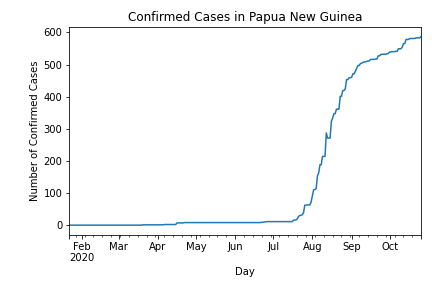 Confirmed Cases in Papua New Guinea
Number of Confirmed Cases
600
500
400
300
200
100
0
Feb Mar Apr May Jun Jul Aug Sep Oct
2020
Day